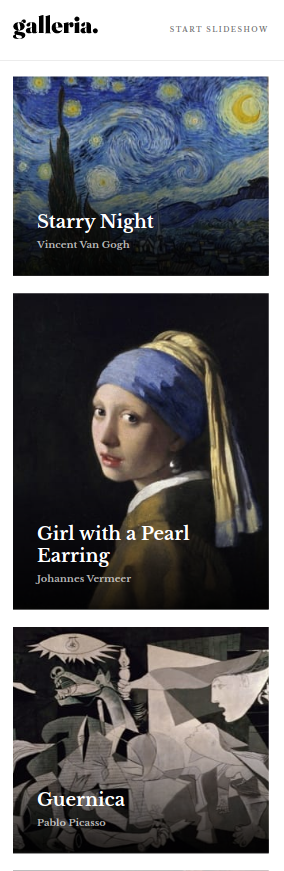 galleria.
START SLIDESHOW
Starry Night
Vincent Van Gogh
Girl with a Pearl
Earring
Johannes Vermeer
Guernica
Pablo Picasso